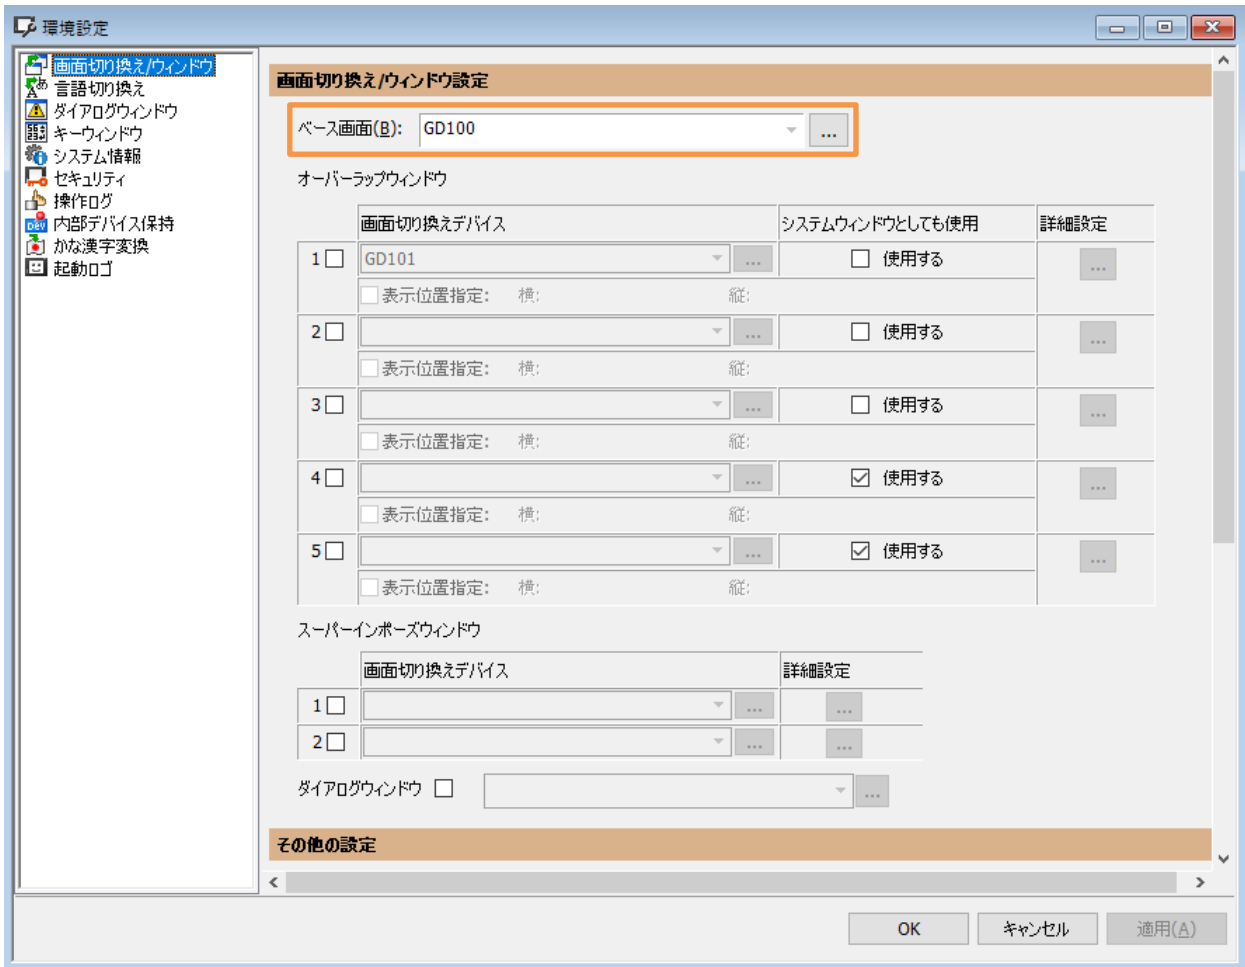 環境設定
画面切り換え/ウィンドウ
言語切り換え
ダイアログウィンドウ
キーウィンドウ
システム情報
セキュリティ
操作ログ
内部デバイス保持
かな漢字変換
起動ロゴ
画面切り換え/ウィンドウ設定
ベース画面(B): GD100 ...
オーバーラップウィンドウ
画面切り換えデバイス システムウィンドウとしても使用 詳細設定
1 GD101 ... 使用する ...
表示位置指定: 横: 縦:
2 ... 使用する ...
表示位置指定: 横: 縦:
3 ... 使用する ...
表示位置指定: 横: 縦:
4 ... 使用する ...
表示位置指定: 横: 縦:
5 ... 使用する ...
表示位置指定: 横: 縦:
スーパーインポーズウィンドウ
画面切り換えデバイス 詳細設定
1 ... ...
2 ... ...
ダイアログウィンドウ ...
その他の設定
OK キャンセル 適用(A)